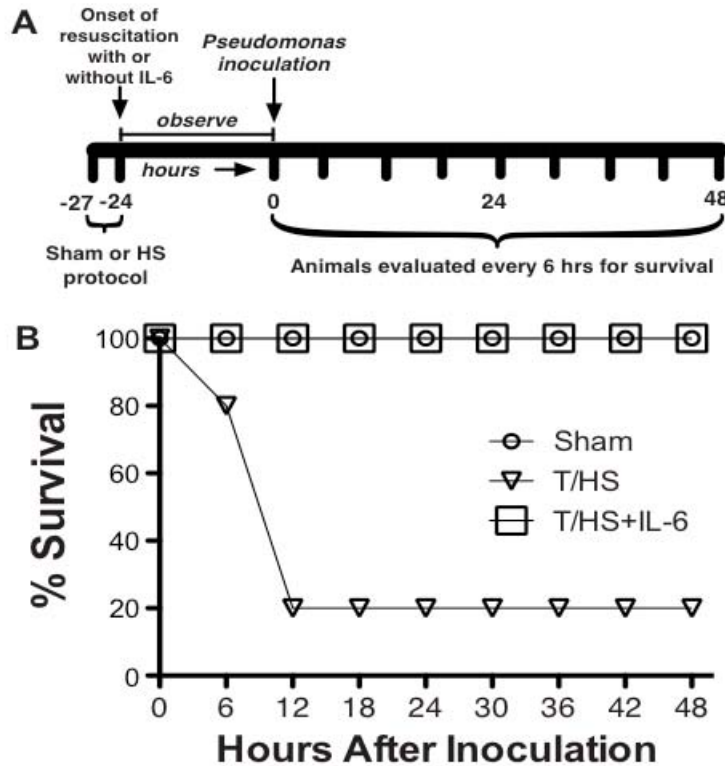 A
Onset of
resuscitation
with or
without IL-6
Pseudomonas
inoculation
observe
hours
-27 -24 0 24 48
Sham or HS
protocol
Animals evaluated every 6 hrs for survival
B
% Survival
100
80
60
40
20
0
Sham
T/HS
T/HS+IL-6
0 6 12 18 24 30 36 42 48
Hours After Inoculation